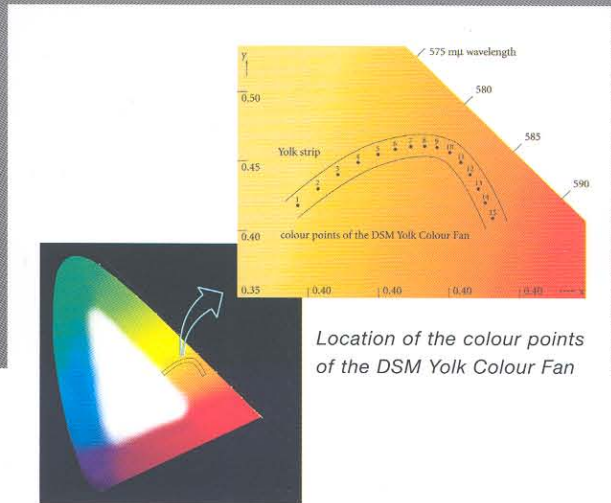 y
575 mµ wavelength
580
0.50
585
Yolk strip
1 2 3 4 5 6 7 8 9 10 11 12 13 14 15
0.45
590
0.40
colour points of the DSM Yolk Colour Fan
0.35 0.40 0.40 0.40 0.40 x
Location of the colour points
of the DSM Yolk Colour Fan